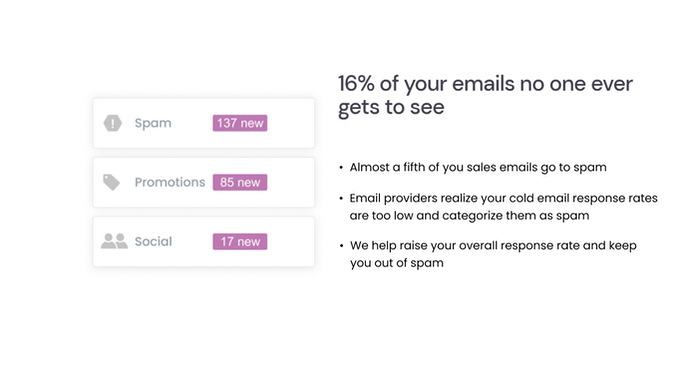 16% of your emails no one ever
gets to see
Spam 137 new
Promotions 85 new
Social 17 new
• Almost a fifth of you sales emails go to spam
• Email providers realize your cold email response rates
are too low and categorize them as spam
• We help raise your overall response rate and keep
you out of spam